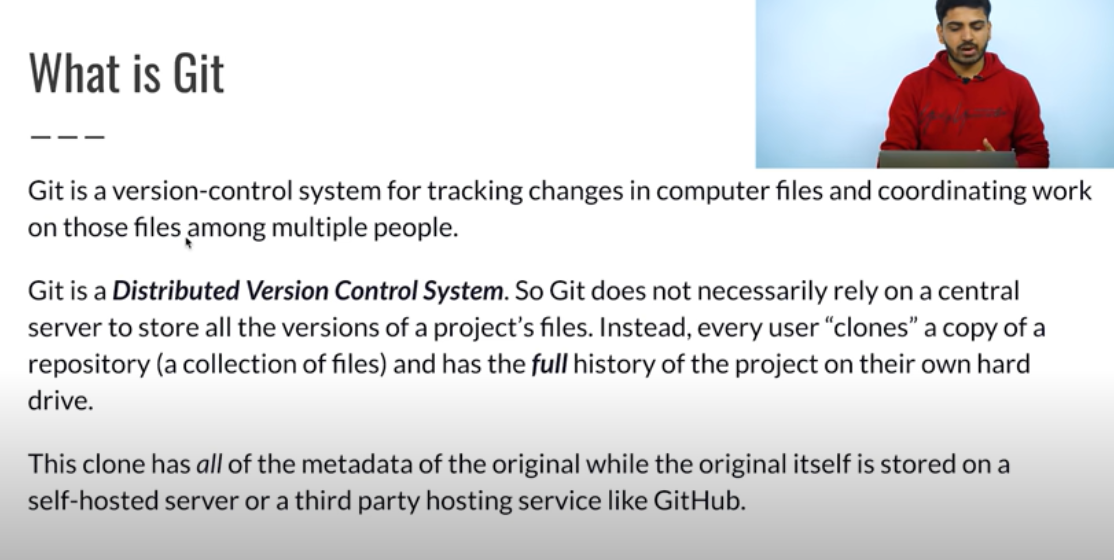 What is Git
Git is a version-control system for tracking changes in computer files and coordinating work
on those files among multiple people.
Git is a Distributed Version Control System. So Git does not necessarily rely on a central
server to store all the versions of a project’s files. Instead, every user “clones” a copy of a
repository (a collection of files) and has the full history of the project on their own hard
drive.
This clone has all of the metadata of the original while the original itself is stored on a
self-hosted server or a third party hosting service like GitHub.